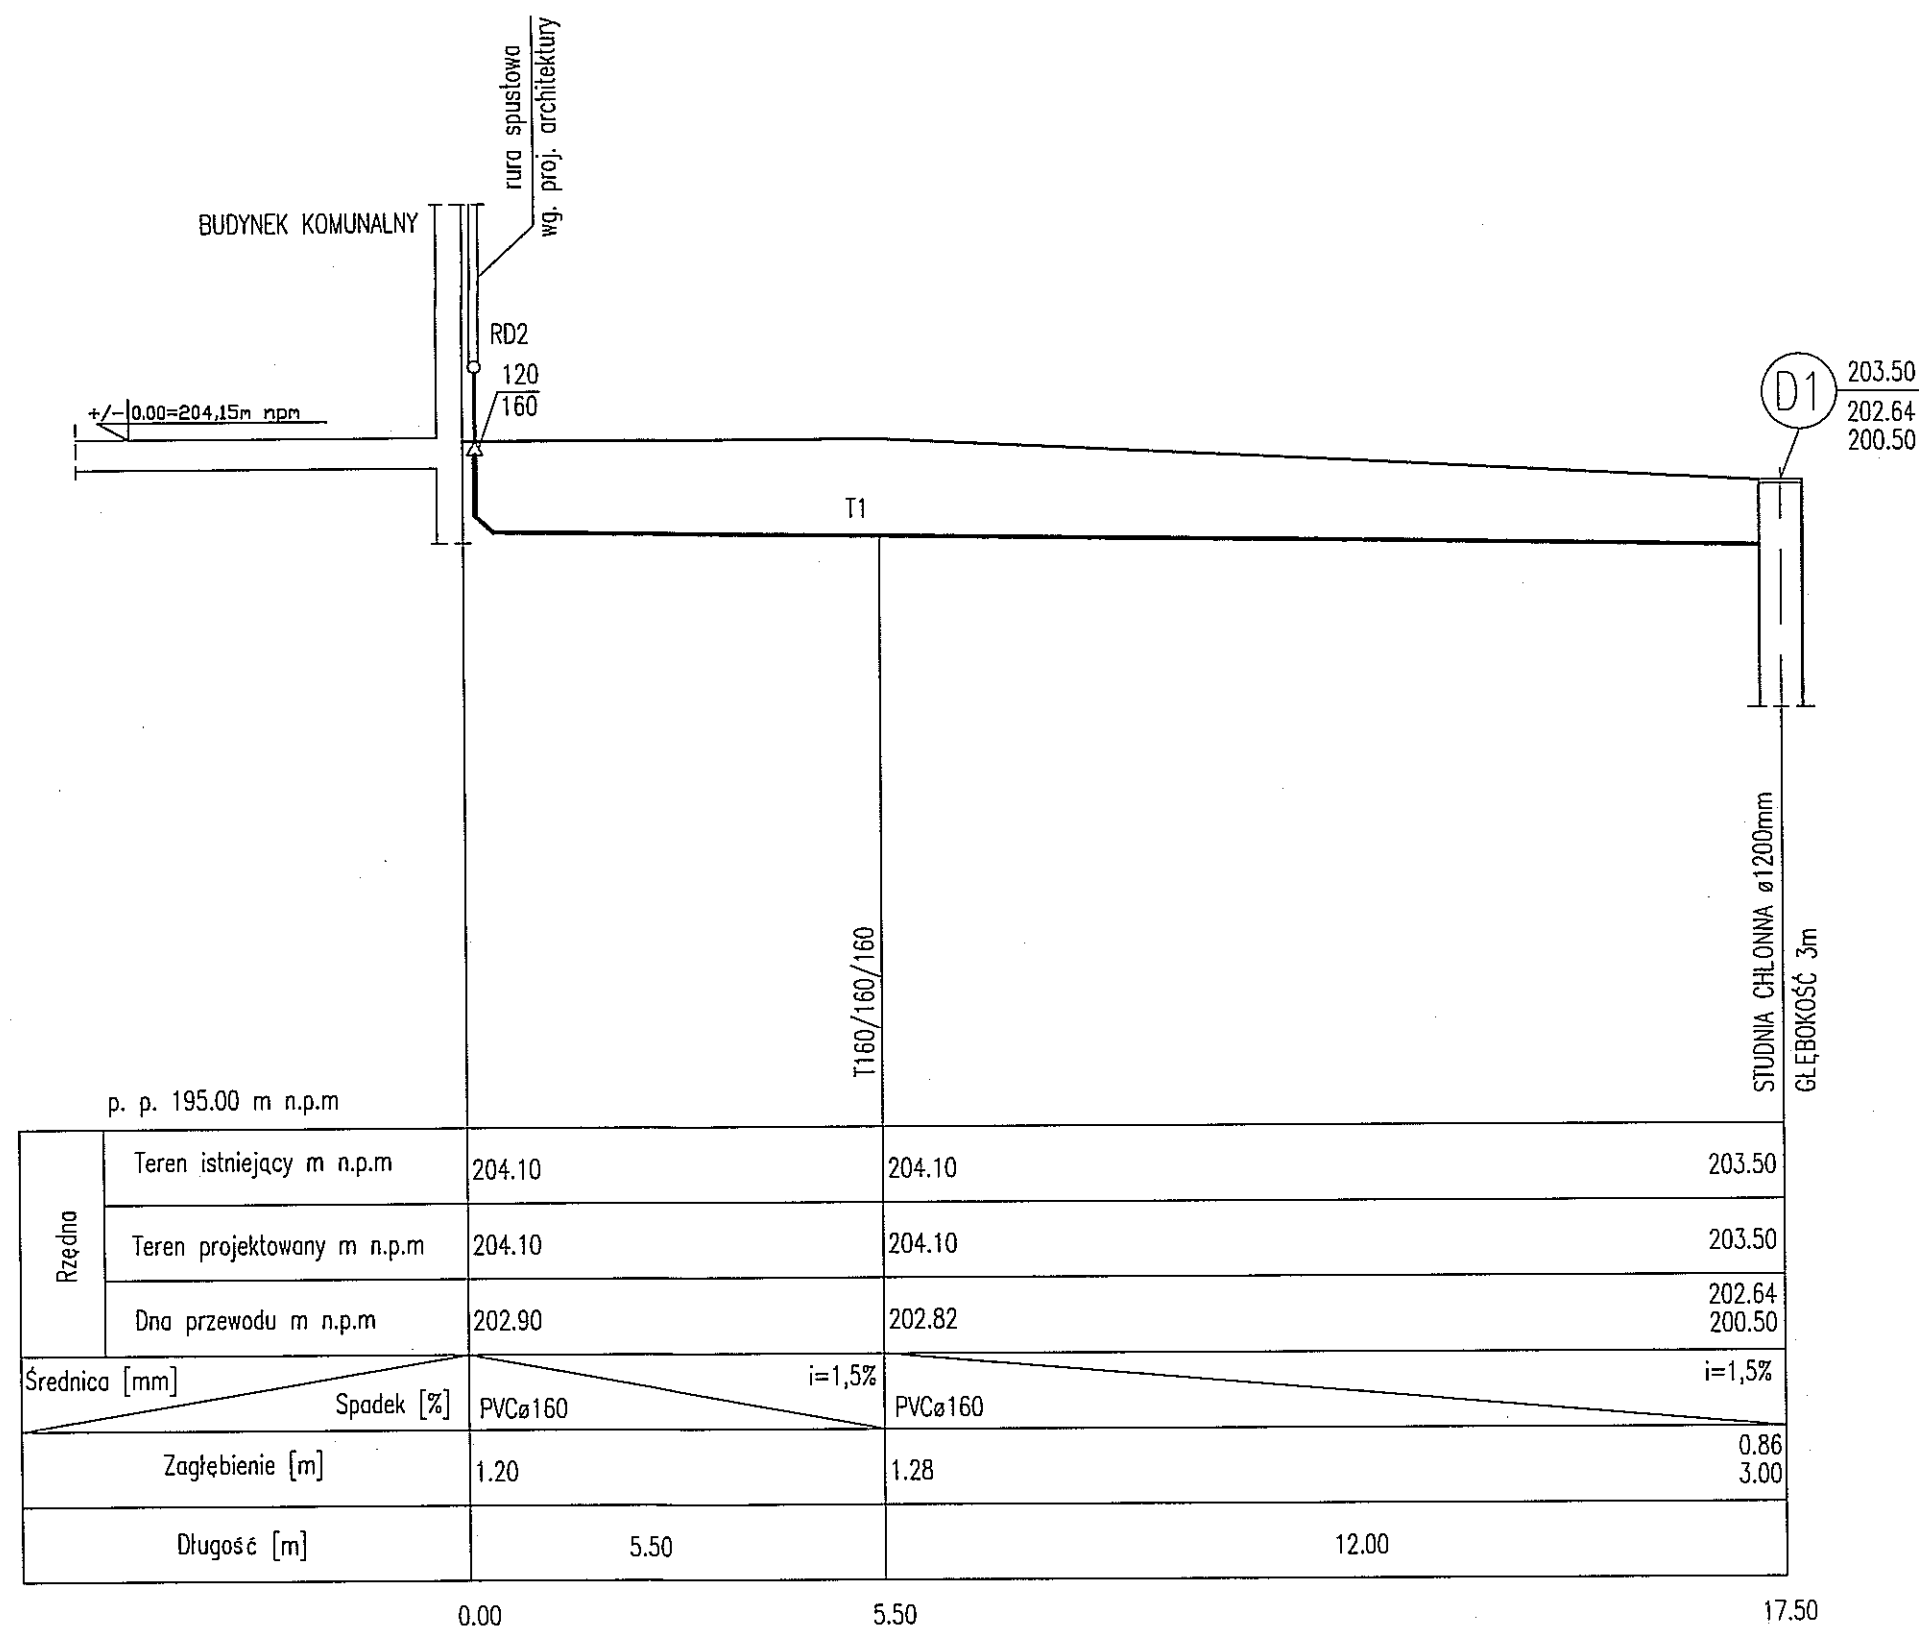 rura spustowa
wg. proj. architektury
BUDYNEK KOMUNALNY
RD2
120
160
+/-0.00=204,15m npm
D1
203.50
202.64
200.50
T1
T160/160/160
STUDNIA CHŁONNA ø1200mm
GŁĘBOKOŚĆ 3m
p. p. 195.00 m n.p.m
Rzędna
Teren istniejący m n.p.m
204.10
204.10
203.50
Teren projektowany m n.p.m
204.10
204.10
203.50
Dna przewodu m n.p.m
202.90
202.82
202.64
200.50
Średnica [mm]
Spadek [%]
PVCø160
i=1,5%
PVCø160
i=1,5%
Zagłębienie [m]
1.20
1.28
0.86
3.00
Długość [m]
5.50
12.00
0.00
5.50
17.50